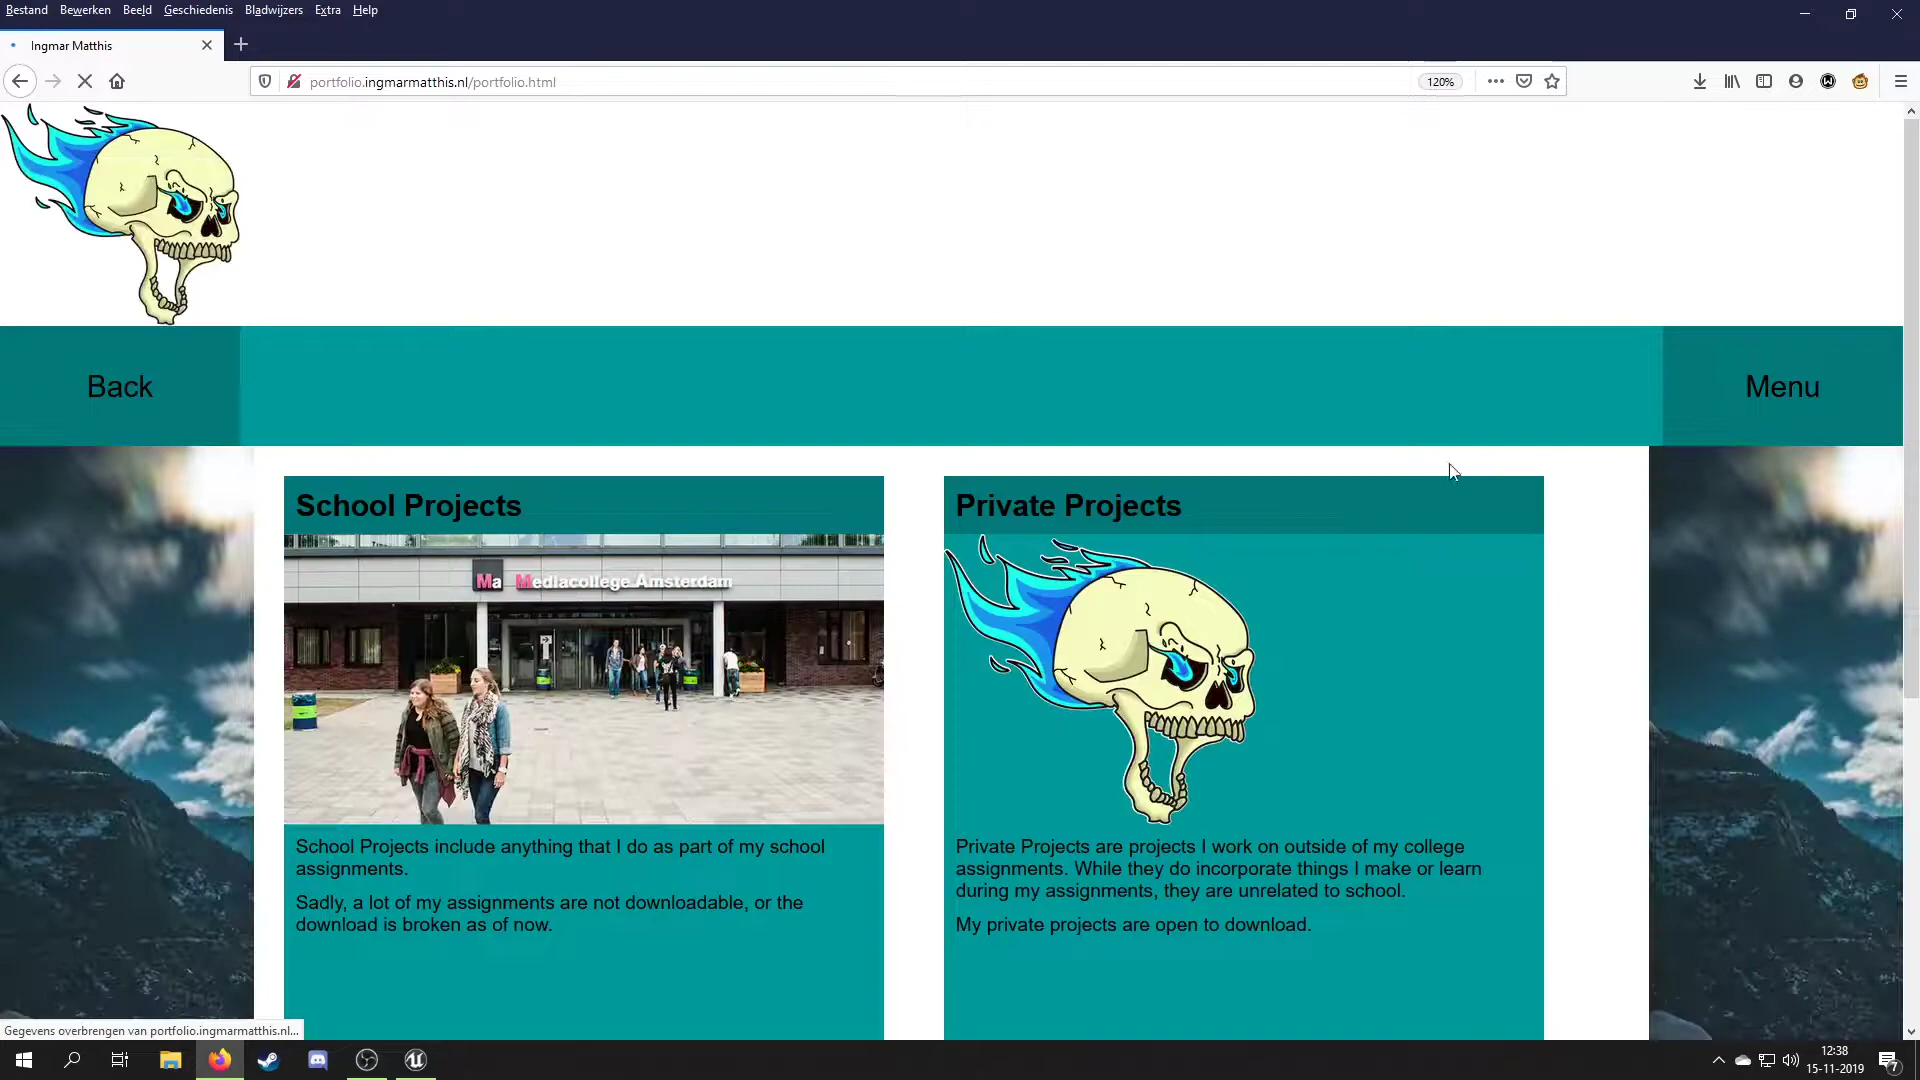 Bestand Bewerken Beeld Geschiedenis Bladwijzers Extra Help
Ingmar Matthis
portfolio.ingmarmatthis.nl/portfolio.html 120%
Back Menu
School Projects
Ma Mediacollege Amsterdam
School Projects include anything that I do as part of my school
assignments.
Sadly, a lot of my assignments are not downloadable, or the
download is broken as of now.
Private Projects
Private Projects are projects I work on outside of my college
assignments. While they do incorporate things I make or learn
during my assignments, they are unrelated to school.
My private projects are open to download.
Gegevens overbrengen van portfolio.ingmarmatthis.nl...
12:38
15-11-2019
7